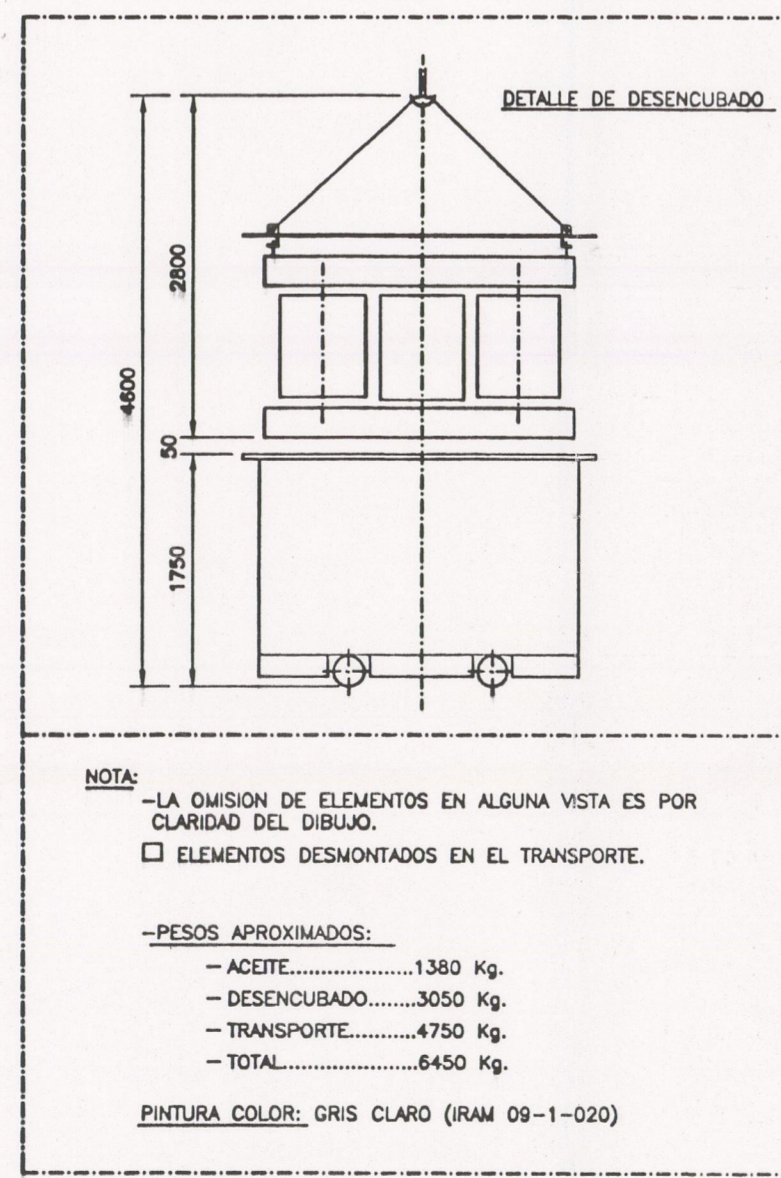 DETALLE DE DESENCUBADO
2800
4600
50
1750
NOTA:
-LA OMISION DE ELEMENTOS EN ALGUNA VISTA ES POR
CLARIDAD DEL DIBUJO.
□ ELEMENTOS DESMONTADOS EN EL TRANSPORTE.
-PESOS APROXIMADOS:
- ACEITE....................1380 Kg.
- DESENCUBADO........3050 Kg.
- TRANSPORTE...........4750 Kg.
- TOTAL......................6450 Kg.
PINTURA COLOR: GRIS CLARO (IRAM 09-1-020)